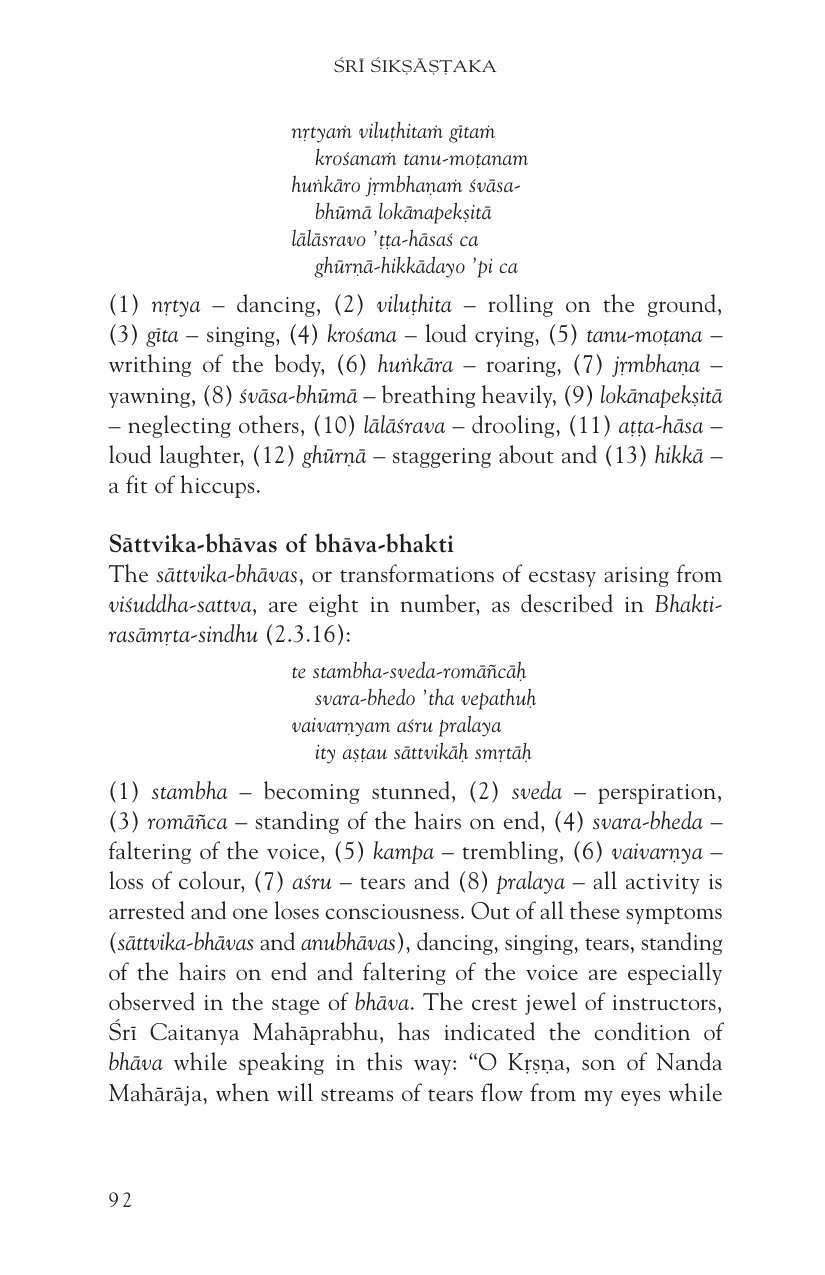 ŚRĪ ŚIKṢĀṢṬAKA
nṛtyaṁ viluṭhitaṁ gītaṁ
krośanaṁ tanu-moṭanam
huṅkāro jṛmbhaṇaṁ śvāsa-
bhūmā lokānapekṣitā
lālāsravo ’ṭṭa-hāsaś ca
ghūrṇā-hikkādayo ’pi ca
(1) nṛtya – dancing, (2) viluṭhita – rolling on the ground,
(3) gīta – singing, (4) krośana – loud crying, (5) tanu-moṭana –
writhing of the body, (6) huṅkāra – roaring, (7) jṛmbhaṇa –
yawning, (8) śvāsa-bhūmā – breathing heavily, (9) lokānapekṣitā
– neglecting others, (10) lālāśrava – drooling, (11) aṭṭa-hāsa –
loud laughter, (12) ghūrṇā – staggering about and (13) hikkā –
a fit of hiccups.
Sāttvika-bhāvas of bhāva-bhakti
The sāttvika-bhāvas, or transformations of ecstasy arising from
viśuddha-sattva, are eight in number, as described in Bhakti-
rasāmṛta-sindhu (2.3.16):
te stambha-sveda-romāñcāḥ
svara-bhedo ’tha vepathuḥ
vaivarṇyam aśru pralaya
ity aṣṭau sāttvikāḥ smṛtāḥ
(1) stambha – becoming stunned, (2) sveda – perspiration,
(3) romāñca – standing of the hairs on end, (4) svara-bheda –
faltering of the voice, (5) kampa – trembling, (6) vaivarṇya –
loss of colour, (7) aśru – tears and (8) pralaya – all activity is
arrested and one loses consciousness. Out of all these symptoms
(sāttvika-bhāvas and anubhāvas), dancing, singing, tears, standing
of the hairs on end and faltering of the voice are especially
observed in the stage of bhāva. The crest jewel of instructors,
Śrī Caitanya Mahāprabhu, has indicated the condition of
bhāva while speaking in this way: “O Kṛṣṇa, son of Nanda
Mahārāja, when will streams of tears flow from my eyes while
92